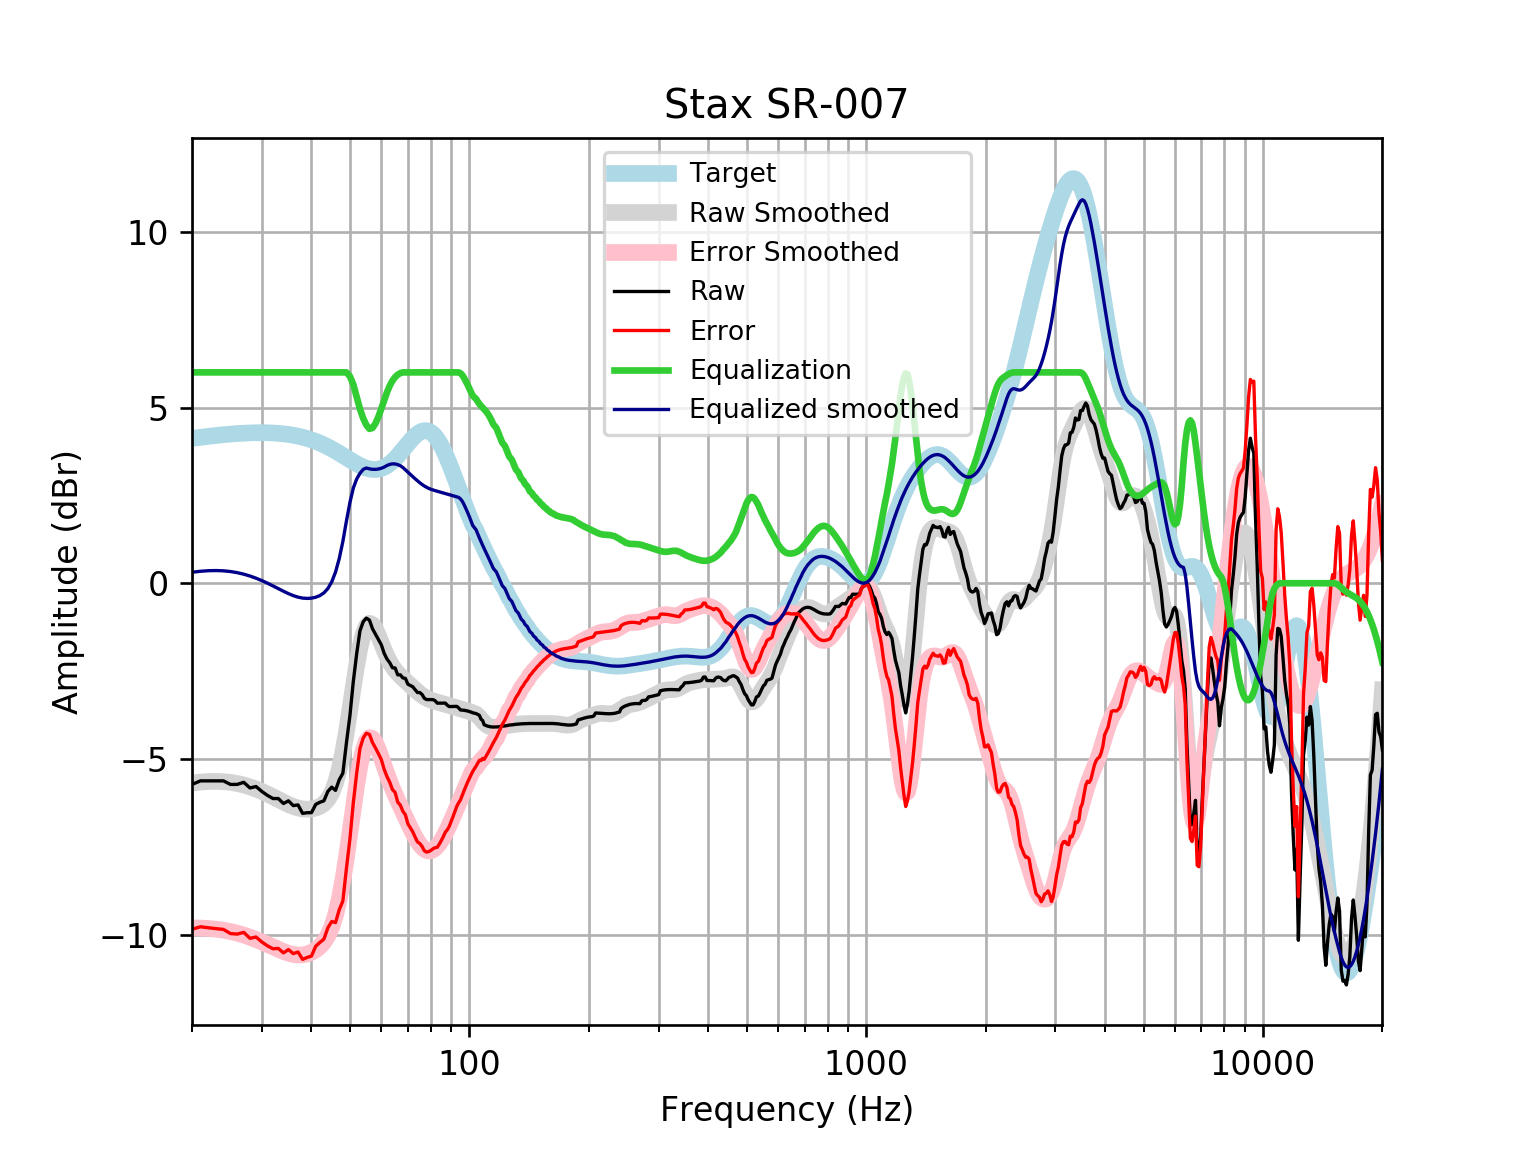 Stax SR-007
Target
Raw Smoothed
Error Smoothed
Raw
Error
Equalization
Equalized smoothed
10
5
0
−5
−10
Amplitude (dBr)
100 1000 10000
Frequency (Hz)